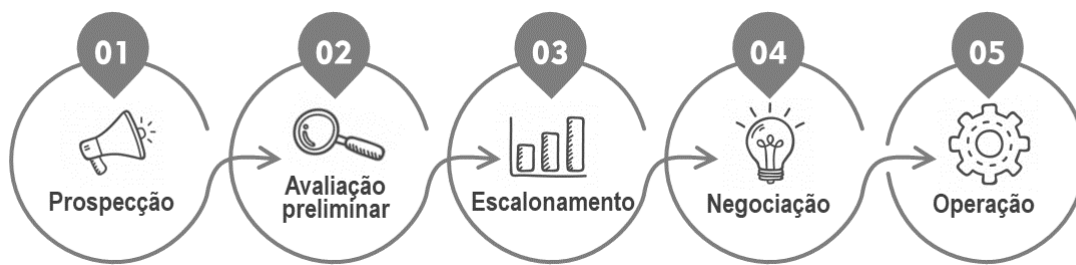 01
Prospecção
02
Avaliação
preliminar
03
Escalonamento
04
Negociação
05
Operação